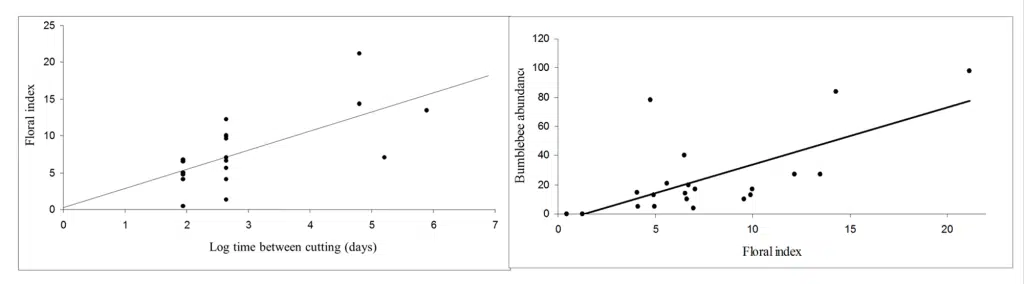 25
20
15
10
5
0
Floral index
0 1 2 3 4 5 6 7
Log time between cutting (days)
120
100
80
60
40
20
0
Bumblebee abundance
0 5 10 15 20
Floral index